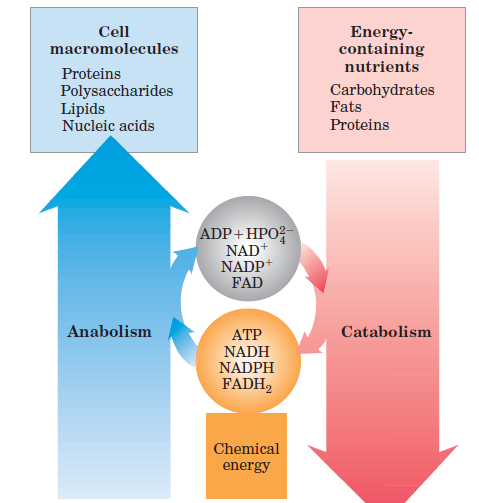 Cell
macromolecules
Proteins
Polysaccharides
Lipids
Nucleic acids
Energy-
containing
nutrients
Carbohydrates
Fats
Proteins
ADP + HPO₄²⁻
NAD⁺
NADP⁺
FAD
Anabolism
ATP
NADH
NADPH
FADH₂
Catabolism
Chemical
energy